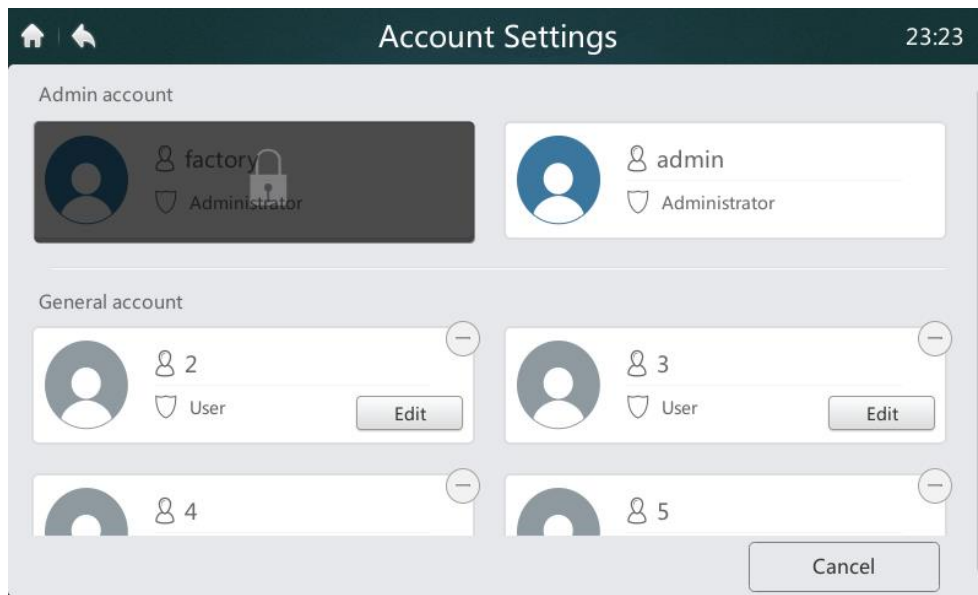 Account Settings
23:23
Admin account
factory
Administrator
admin
Administrator
General account
2
User
Edit
3
User
Edit
4
5
Cancel